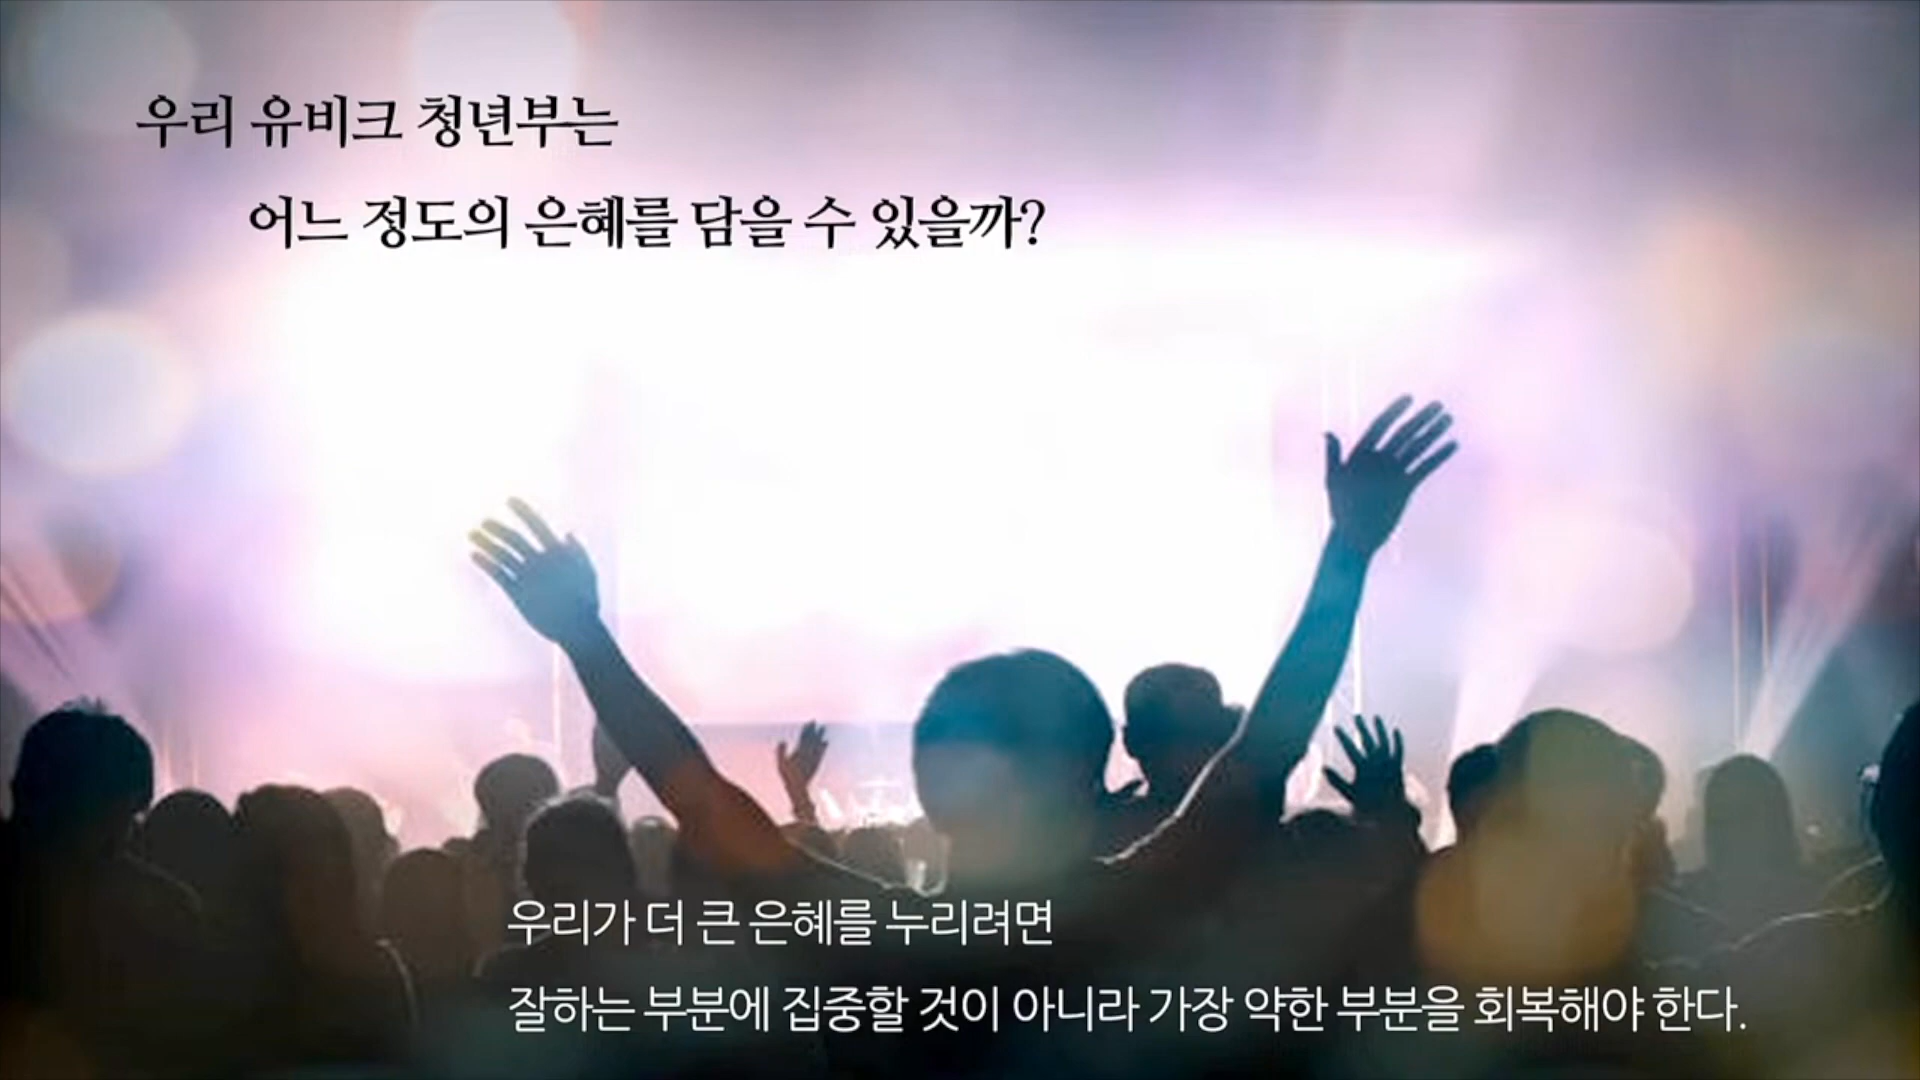 우리 유비크 청년부는
어느 정도의 은혜를 담을 수 있을까?
우리가 더 큰 은혜를 누리려면
잘하는 부분에 집중할 것이 아니라 가장 약한 부분을 회복해야 한다.